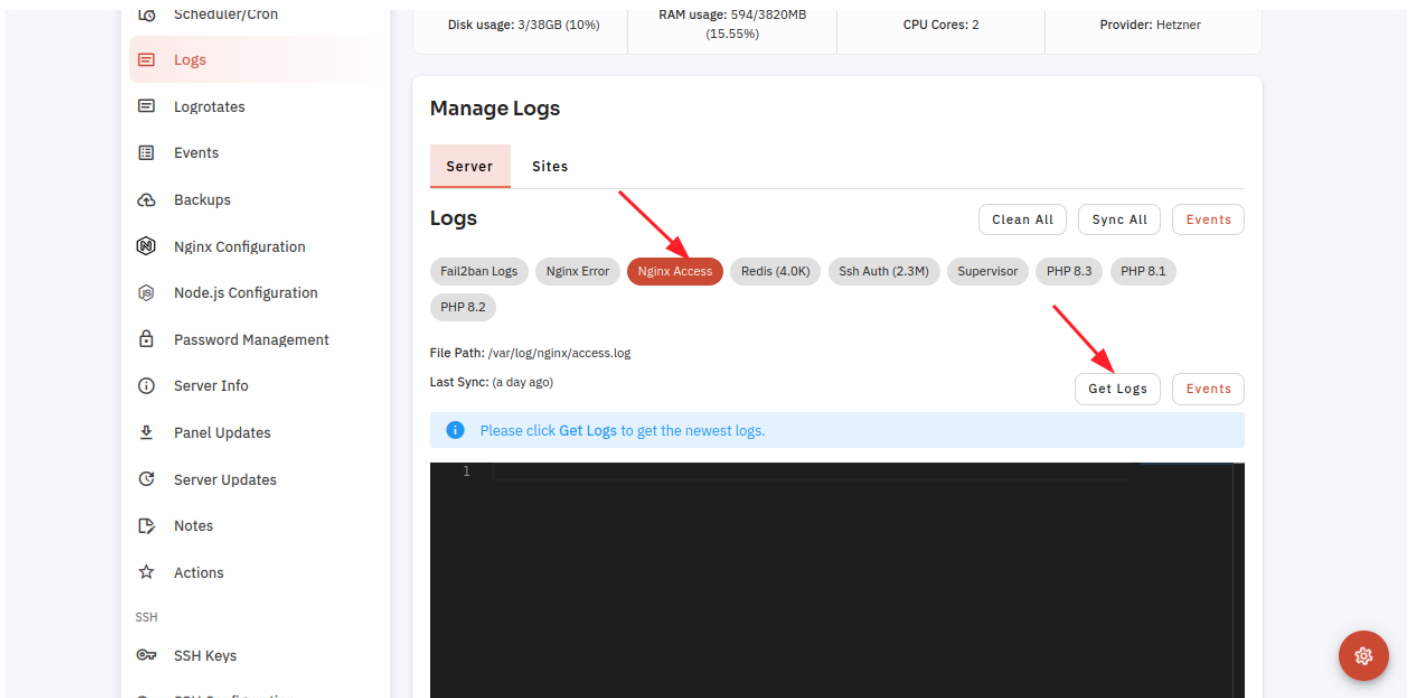 Scheduler/Cron
Logs
Logrotates
Events
Backups
Nginx Configuration
Node.js Configuration
Password Management
Server Info
Panel Updates
Server Updates
Notes
Actions
SSH
SSH Keys
Disk usage: 3/38GB (10%)
RAM usage: 594/3820MB
(15.55%)
CPU Cores: 2
Provider: Hetzner
Manage Logs
Server Sites
Logs
Clean All Sync All Events
Fail2ban Logs Nginx Error Nginx Access Redis (4.0K) Ssh Auth (2.3M) Supervisor PHP 8.3 PHP 8.1
PHP 8.2
File Path: /var/log/nginx/access.log
Last Sync: (a day ago)
Get Logs Events
Please click Get Logs to get the newest logs.
1